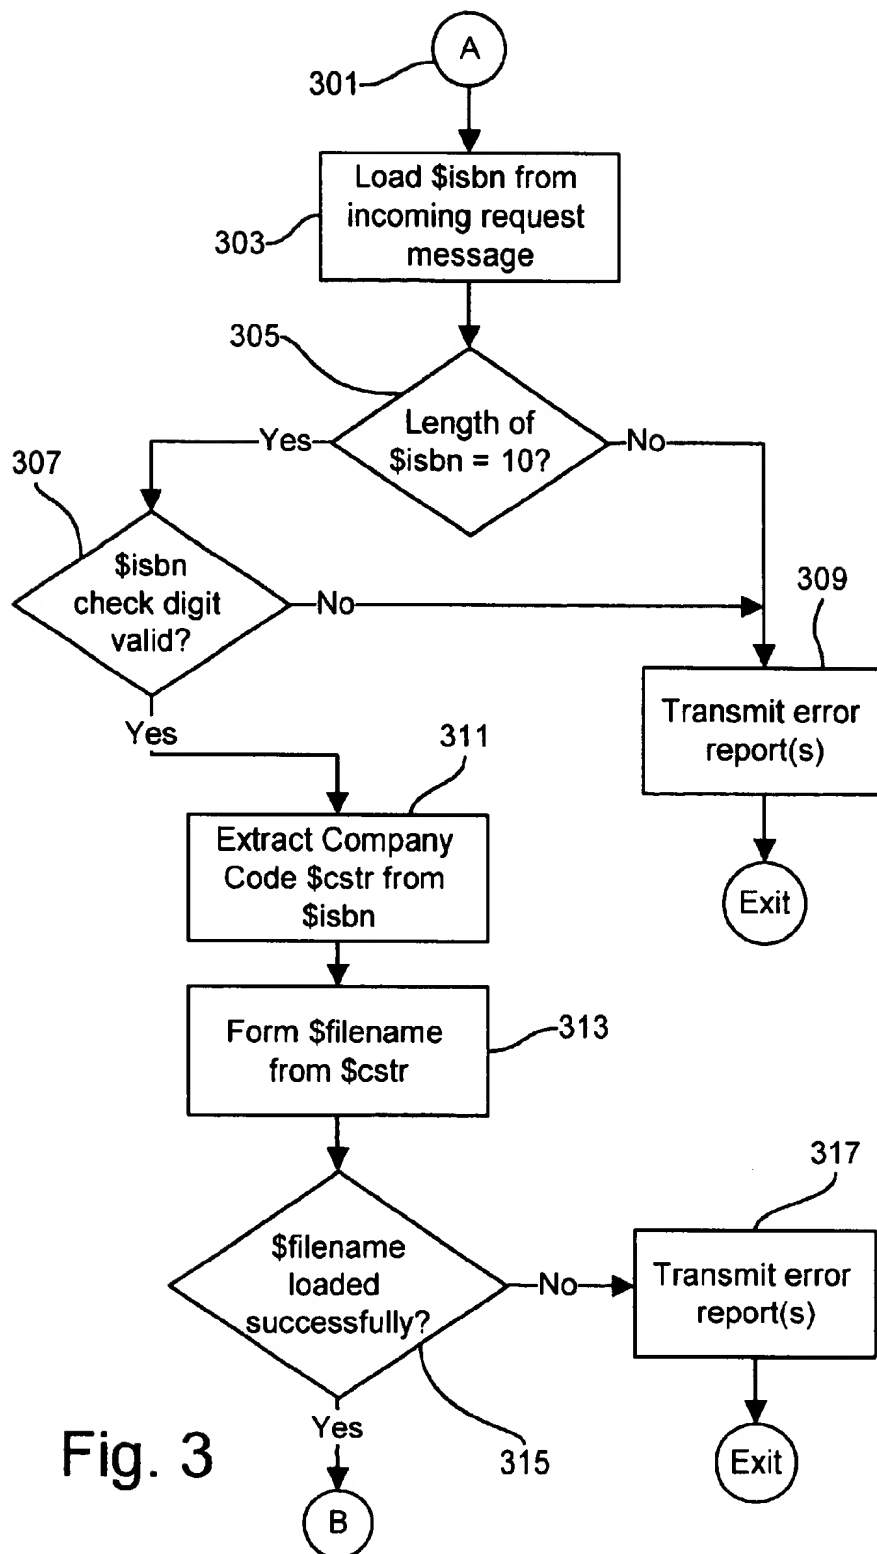 A
301
Load $isbn from
incoming request
message
303
305
Length of
$isbn = 10?
Yes
No
307
$isbn
check digit
valid?
No
309
Transmit error
report(s)
Yes
311
Extract Company
Code $cstr from
$isbn
Exit
Form $filename
from $cstr
313
317
$filename
loaded
successfully?
No
Transmit error
report(s)
Yes
315
Fig. 3
Exit
B